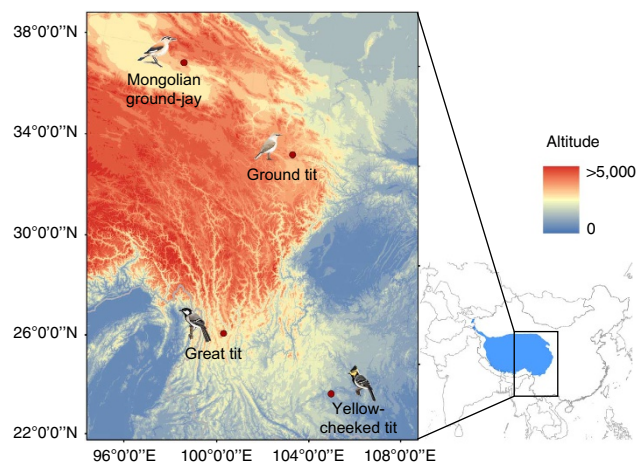 38°0'0"N
34°0'0"N
30°0'0"N
26°0'0"N
22°0'0"N
96°0'0"E
100°0'0"E
104°0'0"E
108°0'0"E
Mongolian
ground-jay
Ground tit
Great tit
Yellow-
cheeked tit
Altitude
>5,000
0